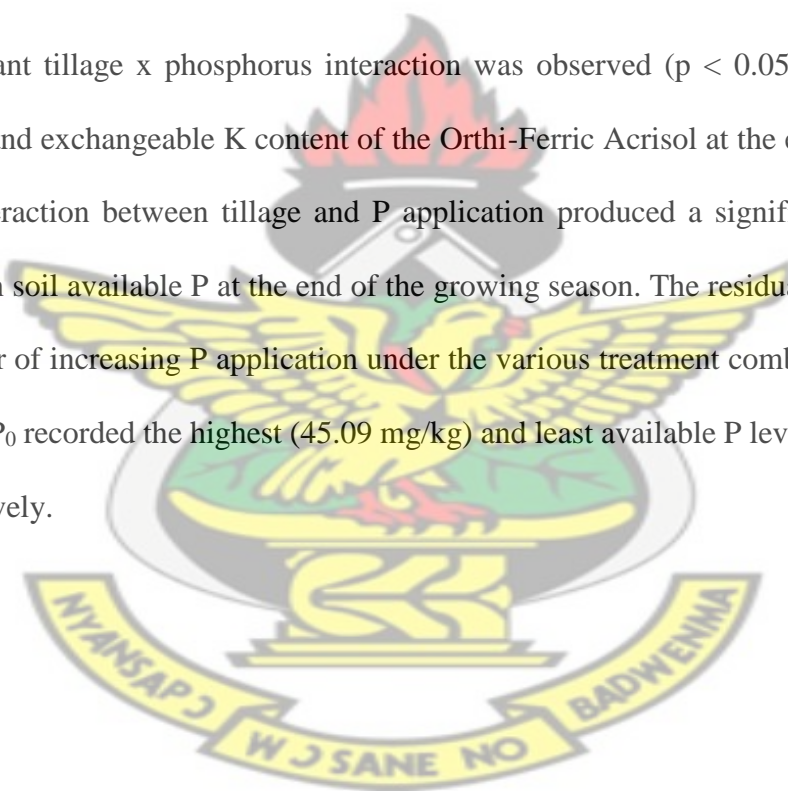 ant tillage x phosphorus interaction was observed (p < 0.05
nd exchangeable K content of the Orthi-Ferric Acrisol at the
eraction between tillage and P application produced a signif
soil available P at the end of the growing season. The residu
r of increasing P application under the various treatment comb
P₀ recorded the highest (45.09 mg/kg) and least available P lev
vely.
NYANSAPƆ
WƆSANE NO
BADWENMA